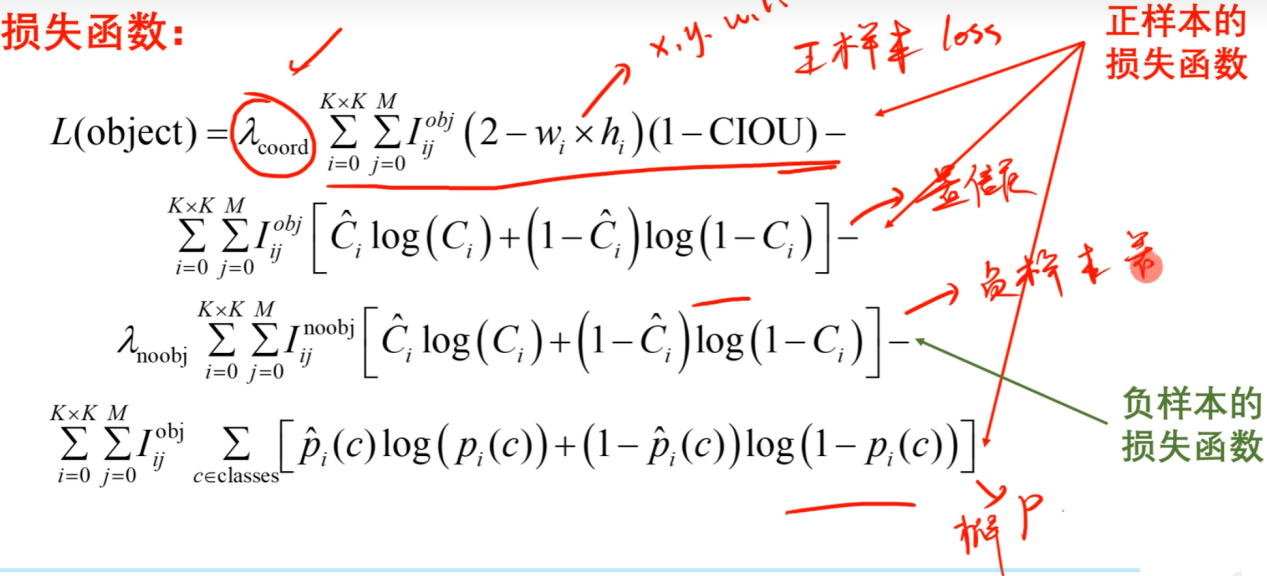 损失函数:
正样本的
损失函数
x,y,w,h
正样本 loss
L(object) = λ_coord Σ_{i=0}^{K×K} Σ_{j=0}^{M} I_{ij}^{obj} (2 − w_i × h_i)(1 − CIOU) −
置信度
Σ_{i=0}^{K×K} Σ_{j=0}^{M} I_{ij}^{obj} [Ĉ_i log(C_i) + (1 − Ĉ_i) log(1 − C_i)] −
负样本
λ_noobj Σ_{i=0}^{K×K} Σ_{j=0}^{M} I_{ij}^{noobj} [Ĉ_i log(C_i) + (1 − Ĉ_i) log(1 − C_i)] −
负样本的
损失函数
Σ_{i=0}^{K×K} Σ_{j=0}^{M} I_{ij}^{obj} Σ_{c∈classes} [p̂_i(c) log(p_i(c)) + (1 − p̂_i(c)) log(1 − p_i(c))]
P